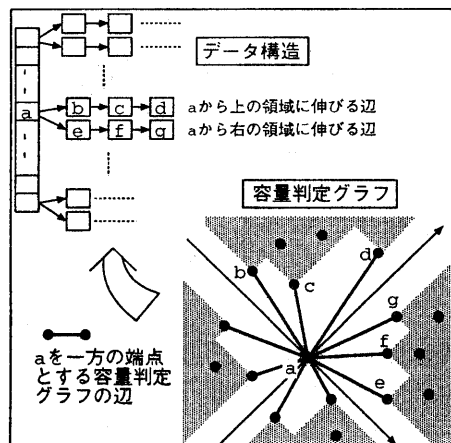 データ構造
a
b c d aから上の領域に伸びる辺
e f g aから右の領域に伸びる辺
容量判定グラフ
aを一方の端点
とする容量判定
グラフの辺
b
c
d
g
f
a
e